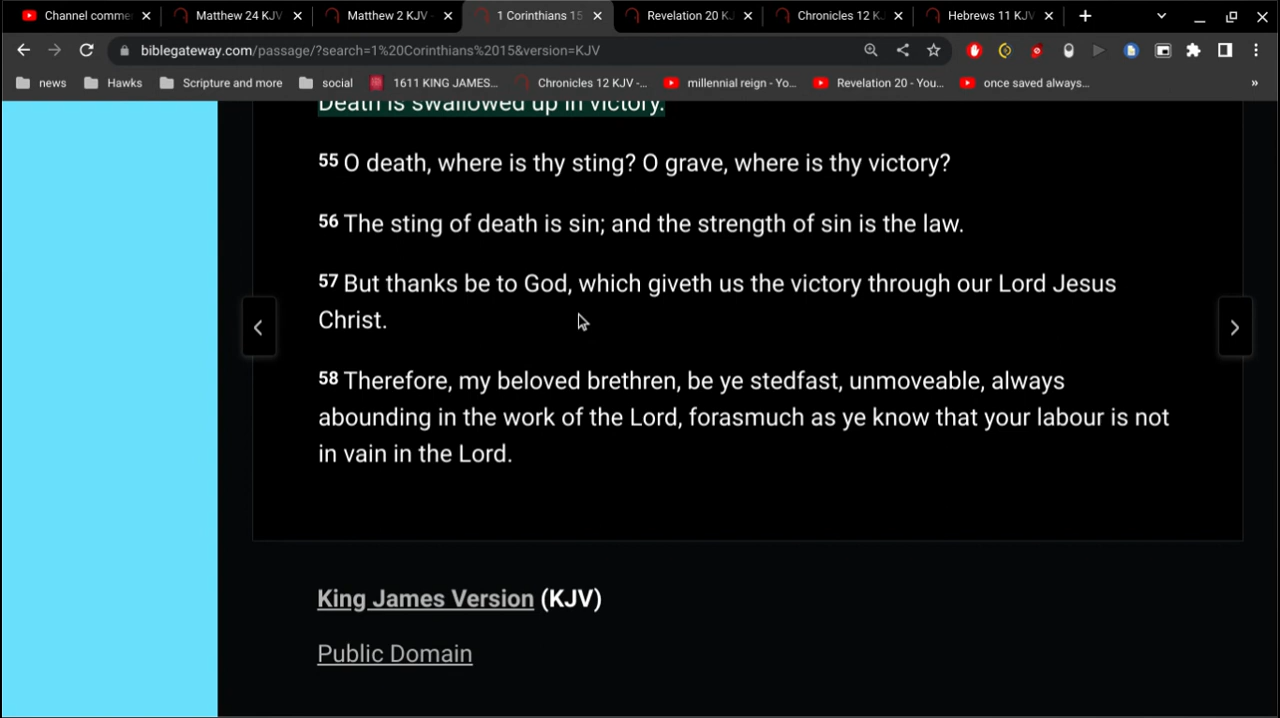 Channel comme
Matthew 24 KJV
Matthew 2 KJV -
1 Corinthians 15
Revelation 20 KJ
Chronicles 12 KJ
Hebrews 11 KJV
biblegateway.com/passage/?search=1%20Corinthians%2015&version=KJV
news
Hawks
Scripture and more
social
1611 KING JAMES...
Chronicles 12 KJV -...
millennial reign - Yo...
Revelation 20 - You...
once saved always...
»
Death is swallowed up in victory.
55 O death, where is thy sting? O grave, where is thy victory?
56 The sting of death is sin; and the strength of sin is the law.
57 But thanks be to God, which giveth us the victory through our Lord Jesus
Christ.
58 Therefore, my beloved brethren, be ye stedfast, unmoveable, always
abounding in the work of the Lord, forasmuch as ye know that your labour is not
in vain in the Lord.
King James Version (KJV)
Public Domain